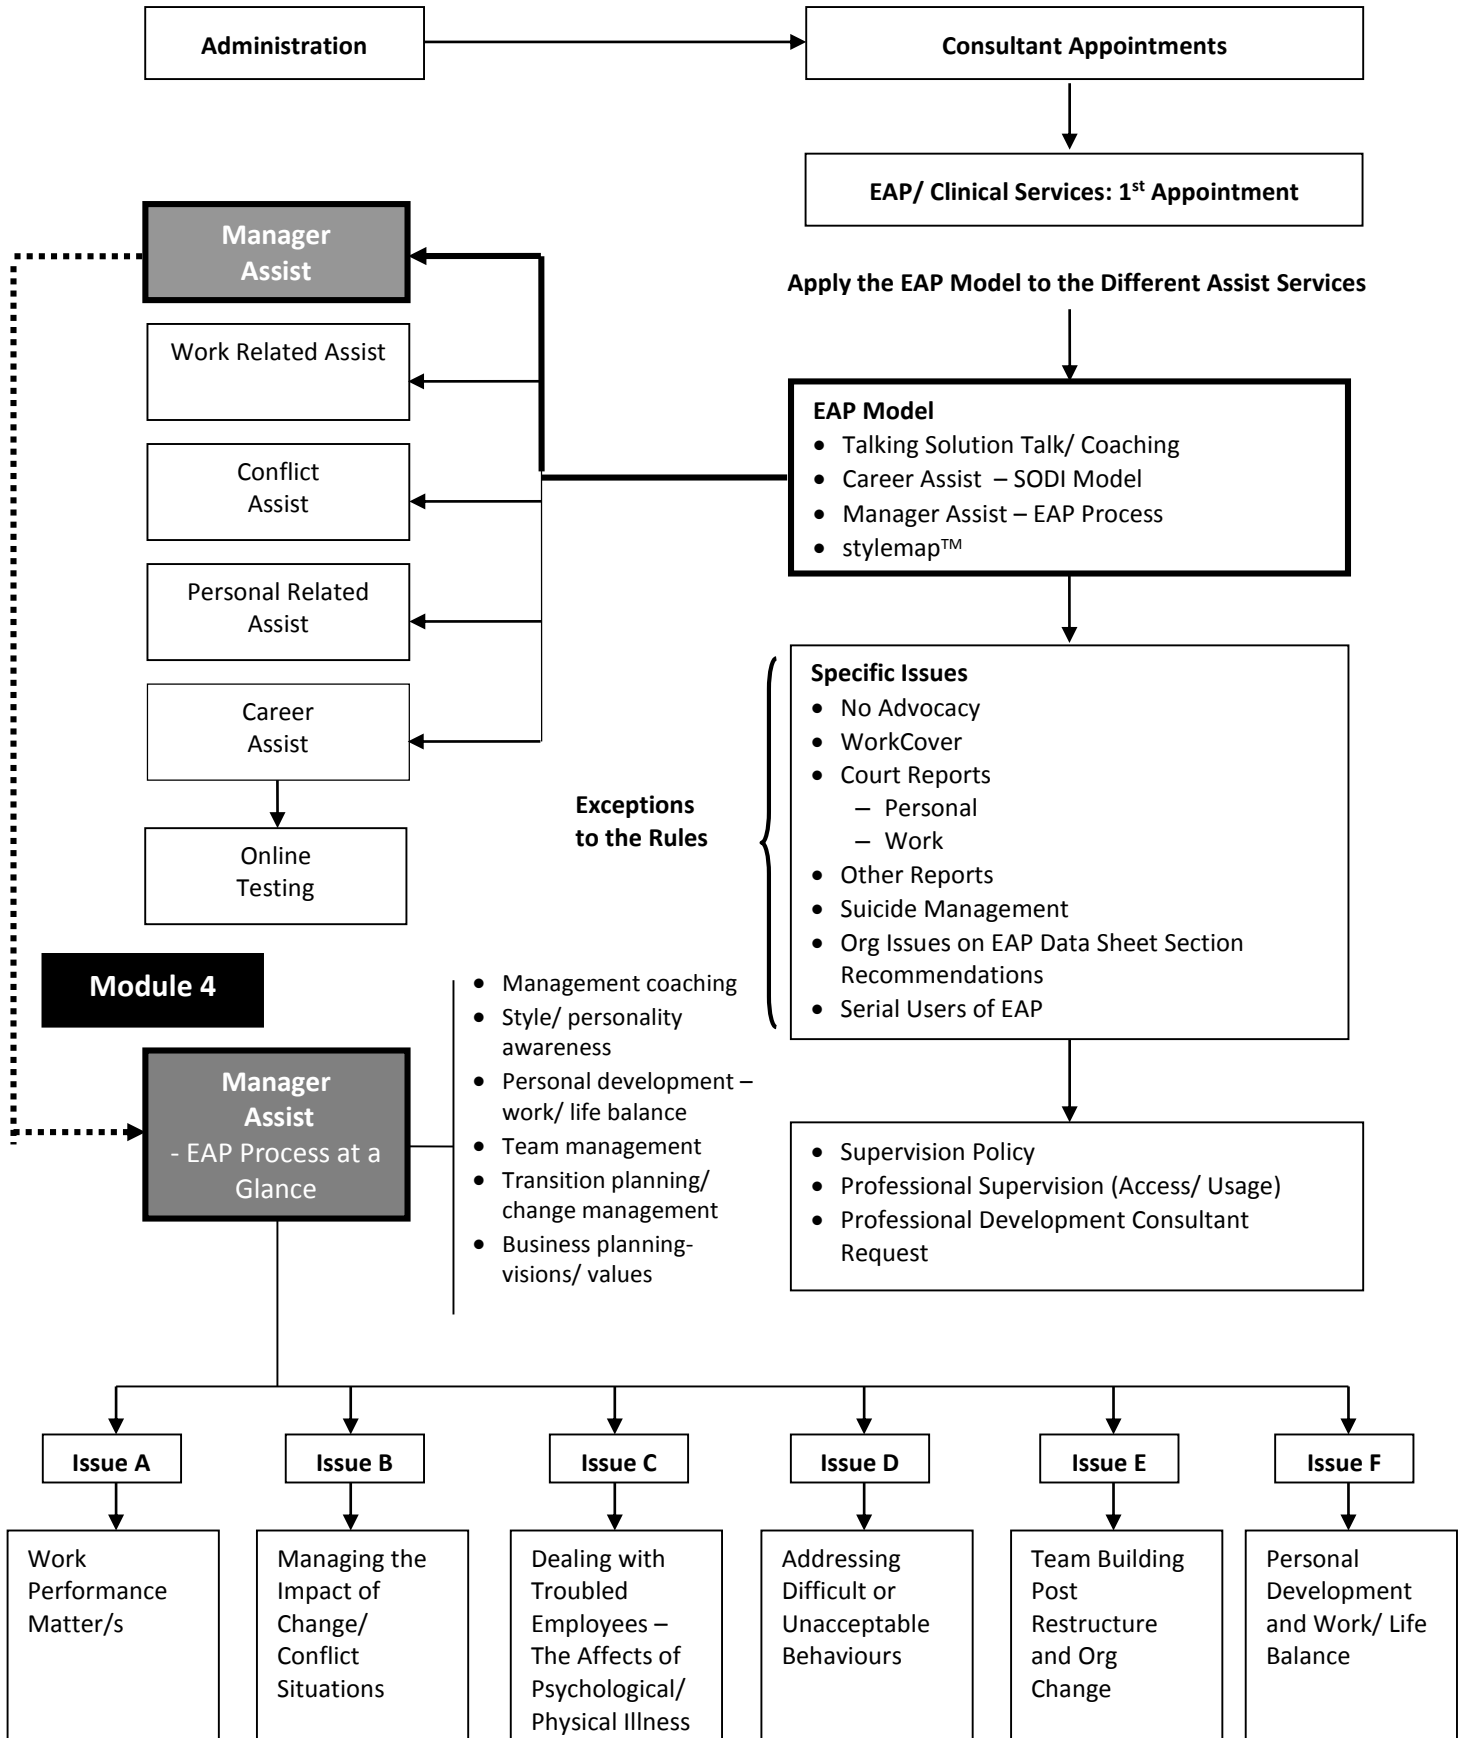 Administration
Consultant Appointments
EAP/ Clinical Services: 1st Appointment
Manager
Assist
Apply the EAP Model to the Different Assist Services
Work Related Assist
Conflict
Assist
Personal Related
Assist
Career
Assist
Online
Testing
EAP Model
• Talking Solution Talk/ Coaching
• Career Assist – SODI Model
• Manager Assist – EAP Process
• stylemap™
Exceptions
to the Rules
Specific Issues
• No Advocacy
• WorkCover
• Court Reports
– Personal
– Work
• Other Reports
• Suicide Management
• Org Issues on EAP Data Sheet Section
Recommendations
• Serial Users of EAP
• Supervision Policy
• Professional Supervision (Access/ Usage)
• Professional Development Consultant
Request
Module 4
Manager
Assist
- EAP Process at a
Glance
• Management coaching
• Style/ personality
awareness
• Personal development –
work/ life balance
• Team management
• Transition planning/
change management
• Business planning-
visions/ values
Issue A
Work
Performance
Matter/s
Issue B
Managing the
Impact of
Change/
Conflict
Situations
Issue C
Dealing with
Troubled
Employees –
The Affects of
Psychological/
Physical Illness
Issue D
Addressing
Difficult or
Unacceptable
Behaviours
Issue E
Team Building
Post
Restructure
and Org
Change
Issue F
Personal
Development
and Work/ Life
Balance